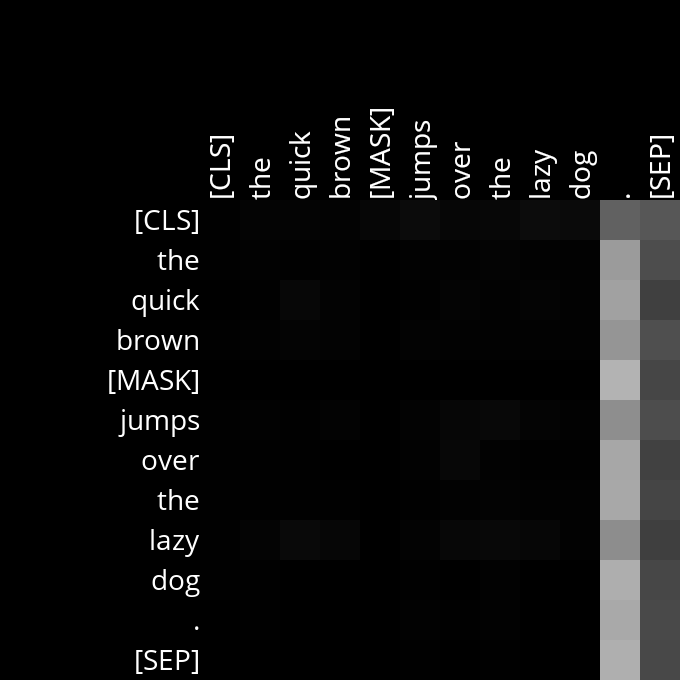 [CLS] the quick brown [MASK] jumps over the lazy dog . [SEP]
[CLS]
the
quick
brown
[MASK]
jumps
over
the
lazy
dog
.
[SEP]